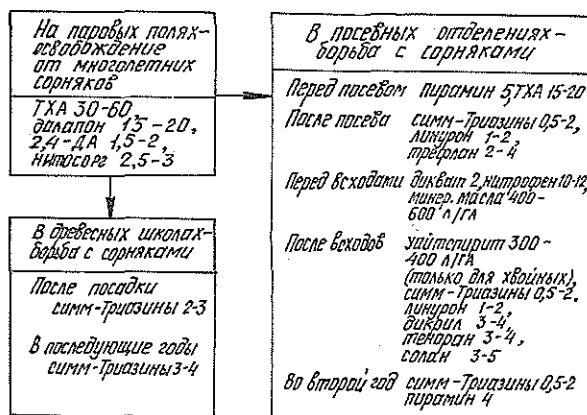 На паровых полях-
освобождение
от многолетних
сорняков
ТХА 30-60,
далапон 15-20,
2,4-ДА 1,5-2,
нитосорг 2,5-3
В древесных школах-
борьба с сорняками
После посадки
симм-Триазины 2-3
В последующие годы
симм-Триазины 3-4
В посевных отделениях-
борьба с сорняками
Перед посевом пирамин 5, ТХА 15-20
После посева симм-Триазины 0,5-2,
линурон 1-2,
трефлан 2-4
Перед всходами дикват 2, нитрофен 10-12,
минер. масла 400-
600 л/га
После всходов уайтспирит 300-
400 л/га
(только для хвойных),
симм-Триазины 0,5-2,
линурон 1-2,
дикрил 3-4,
теноран 3-4,
солан 3-5
Во второй год симм-Триазины 0,5-2
пирамин 4